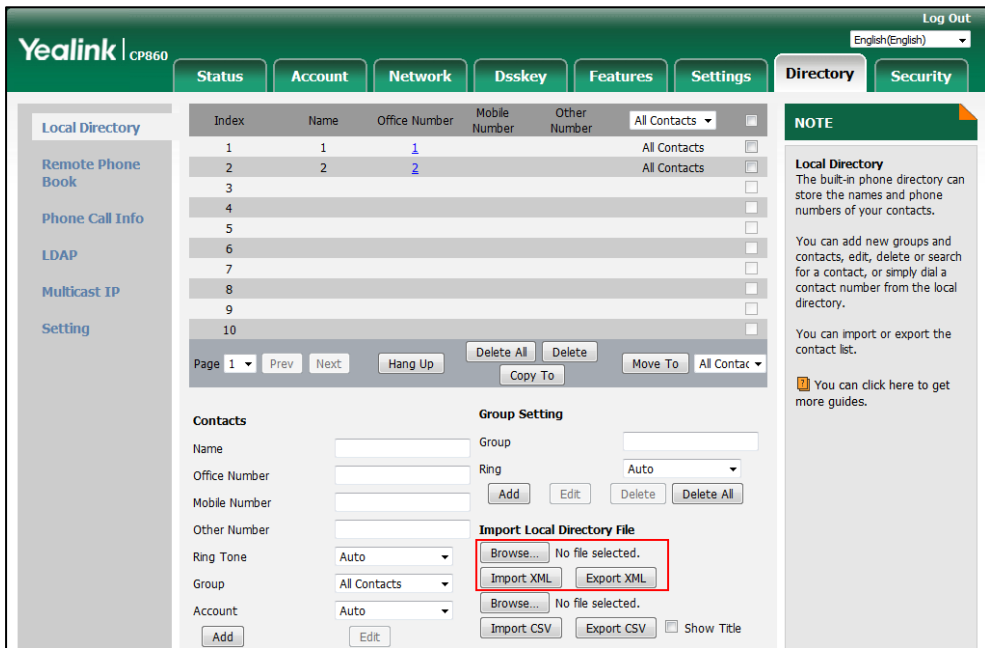 Log Out
Yealink CP860
English(English)
Status Account Network Dsskey Features Settings Directory Security
Local Directory
Remote Phone
Book
Phone Call Info
LDAP
Multicast IP
Setting
Index Name Office Number Mobile Number Other Number All Contacts
1 1 1 All Contacts
2 2 2 All Contacts
3
4
5
6
7
8
9
10
Page 1 Prev Next Hang Up Delete All Delete Copy To Move To All Contac
Contacts
Name
Office Number
Mobile Number
Other Number
Ring Tone Auto
Group All Contacts
Account Auto
Add Edit
Group Setting
Group
Ring Auto
Add Edit Delete Delete All
Import Local Directory File
Browse... No file selected.
Import XML Export XML
Browse... No file selected.
Import CSV Export CSV Show Title
NOTE
Local Directory
The built-in phone directory can
store the names and phone
numbers of your contacts.
You can add new groups and
contacts, edit, delete or search
for a contact, or simply dial a
contact number from the local
directory.
You can import or export the
contact list.
You can click here to get
more guides.